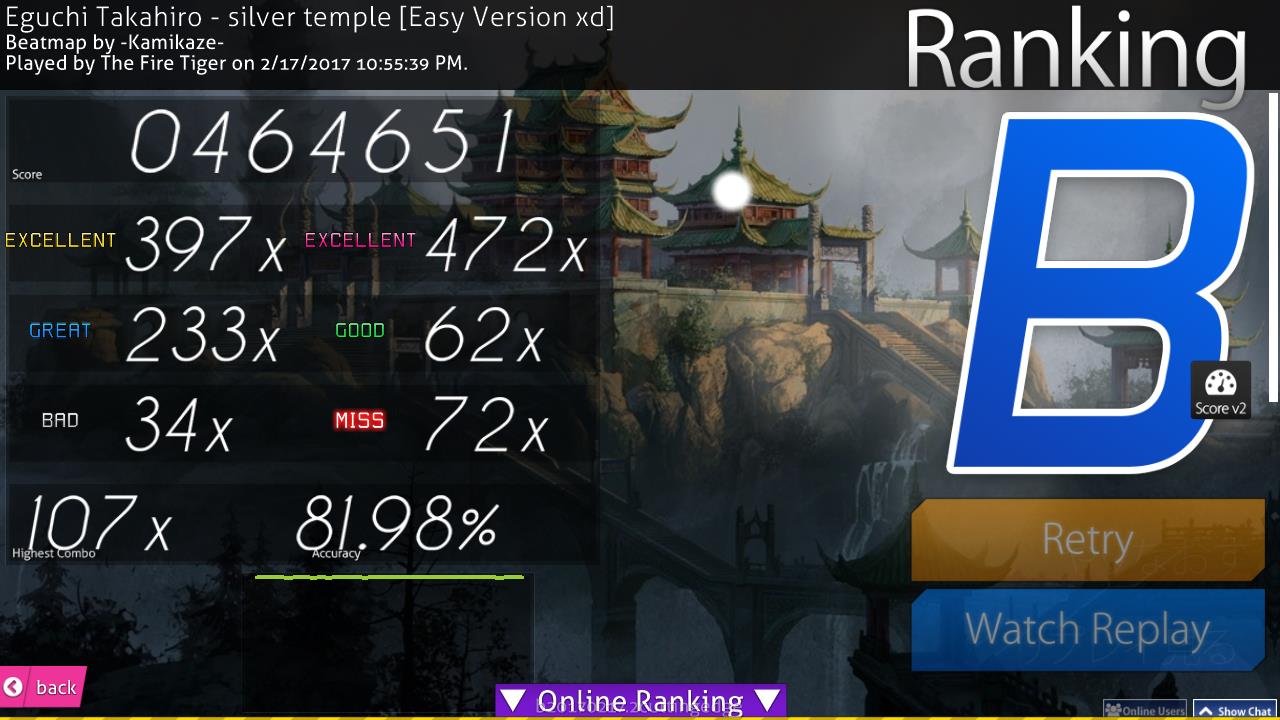 Eguchi Takahiro - silver temple [Easy Version xd]
Beatmap by -Kamikaze-
Played by The Fire Tiger on 2/17/2017 10:55:39 PM.
Ranking
Score 0464651
EXCELLENT 397x EXCELLENT 472x
GREAT 233x GOOD 62x
BAD 34x MISS 72x
107x 81.98%
Highest Combo Accuracy
Score v2
Retry
Watch Replay
back
Online Ranking
Online Users Show Chat